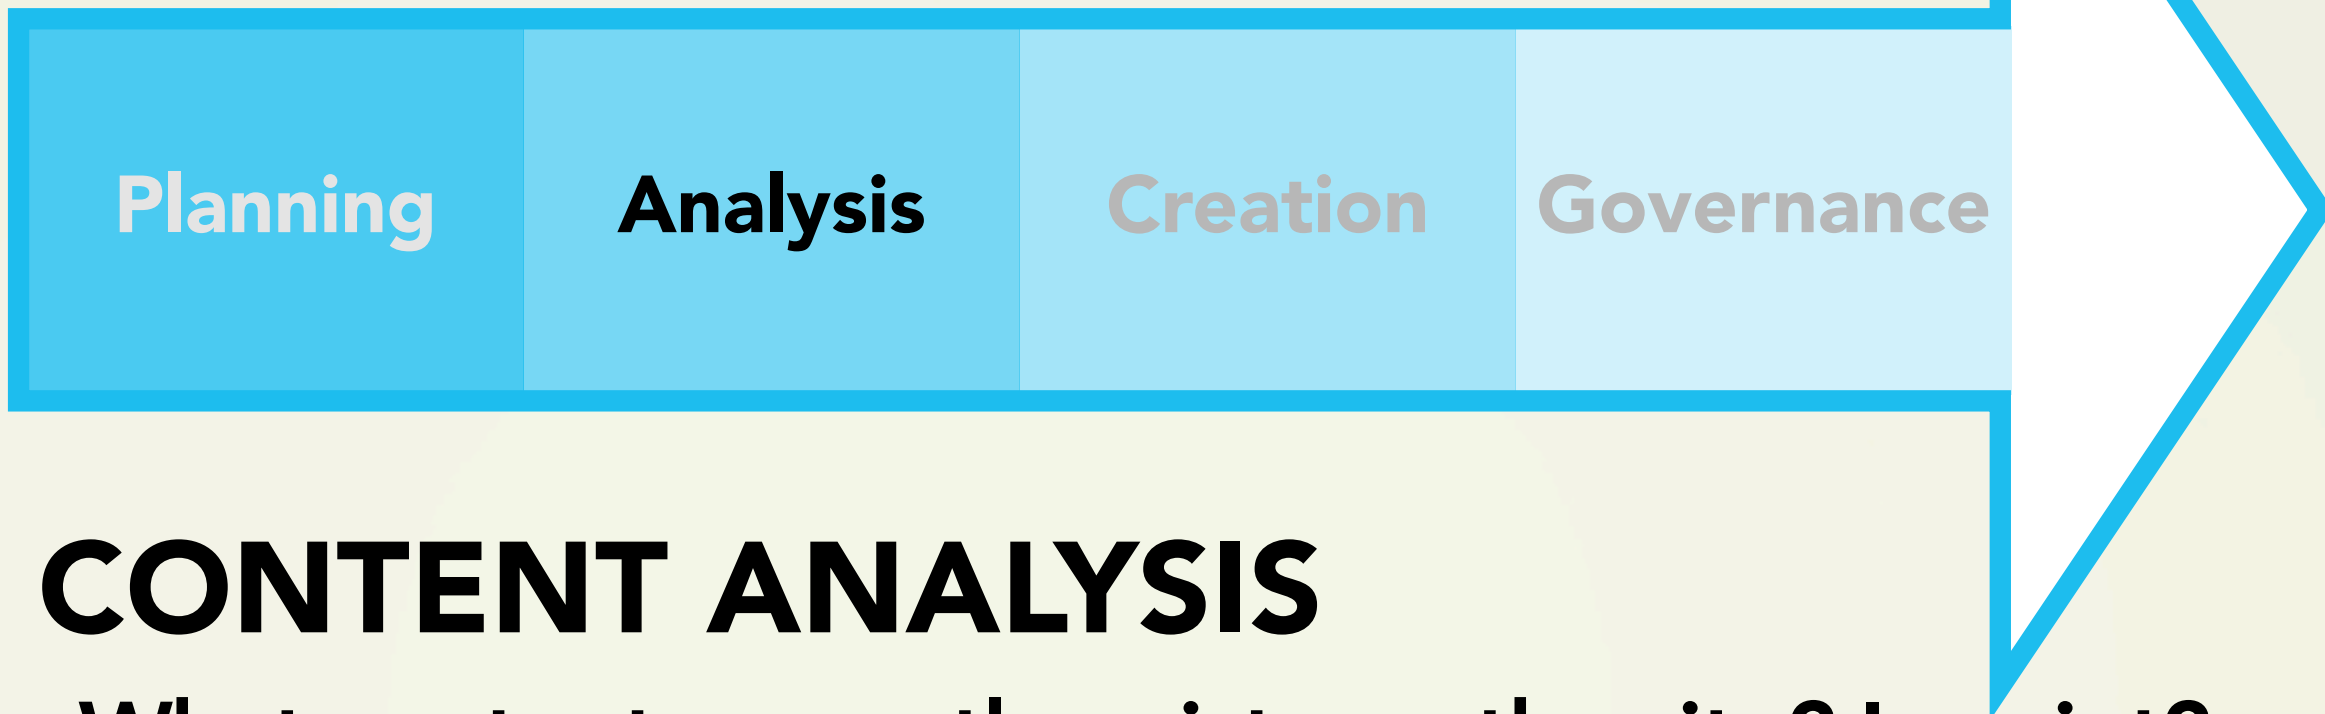 Planning Analysis Creation Governance
CONTENT ANALYSIS